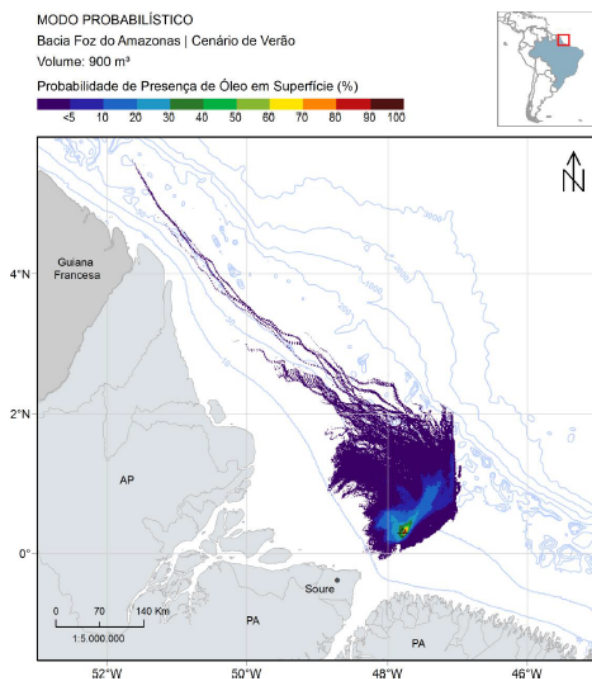 MODO PROBABILÍSTICO
Bacia Foz do Amazonas | Cenário de Verão
Volume: 900 m³
Probabilidade de Presença de Óleo em Superfície (%)
<5 10 20 30 40 50 60 70 80 90 100
N
4°N
2°N
0°
Guiana
Francesa
AP
Soure
PA
PA
0 70 140 Km
1:5.000.000
52°W 50°W 48°W 46°W